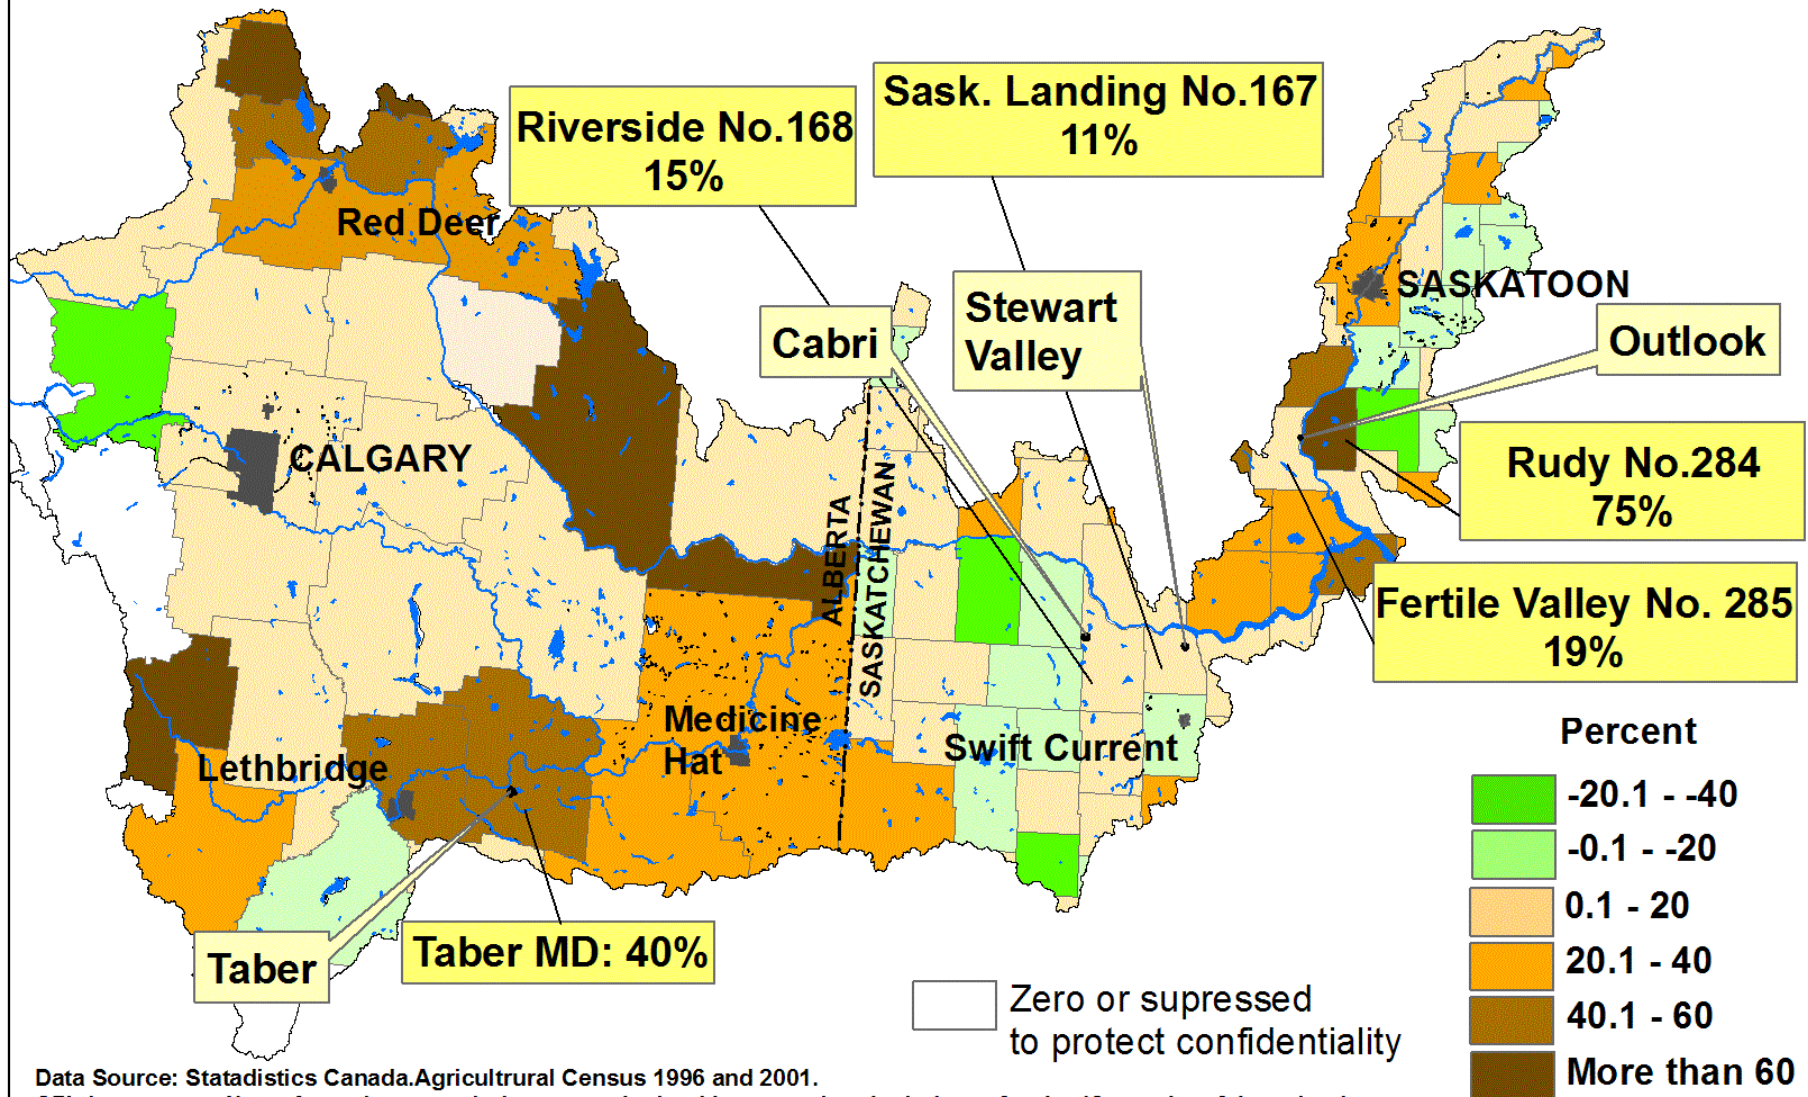 Sask. Landing No.167
11%
Riverside No.168
15%
Red Deer
Stewart
Valley
Cabri
SASKATOON
Outlook
CALGARY
Rudy No.284
75%
ALBERTA
SASKATCHEWAN
Fertile Valley No. 285
19%
Medicine
Hat
Swift Current
Lethbridge
Taber
Taber MD: 40%
Percent
-20.1 - -40
-0.1 - -20
0.1 - 20
20.1 - 40
40.1 - 60
More than 60
Zero or supressed
to protect confidentiality
Data Source: Statadistics Canada.Agricultrural Census 1996 and 2001.